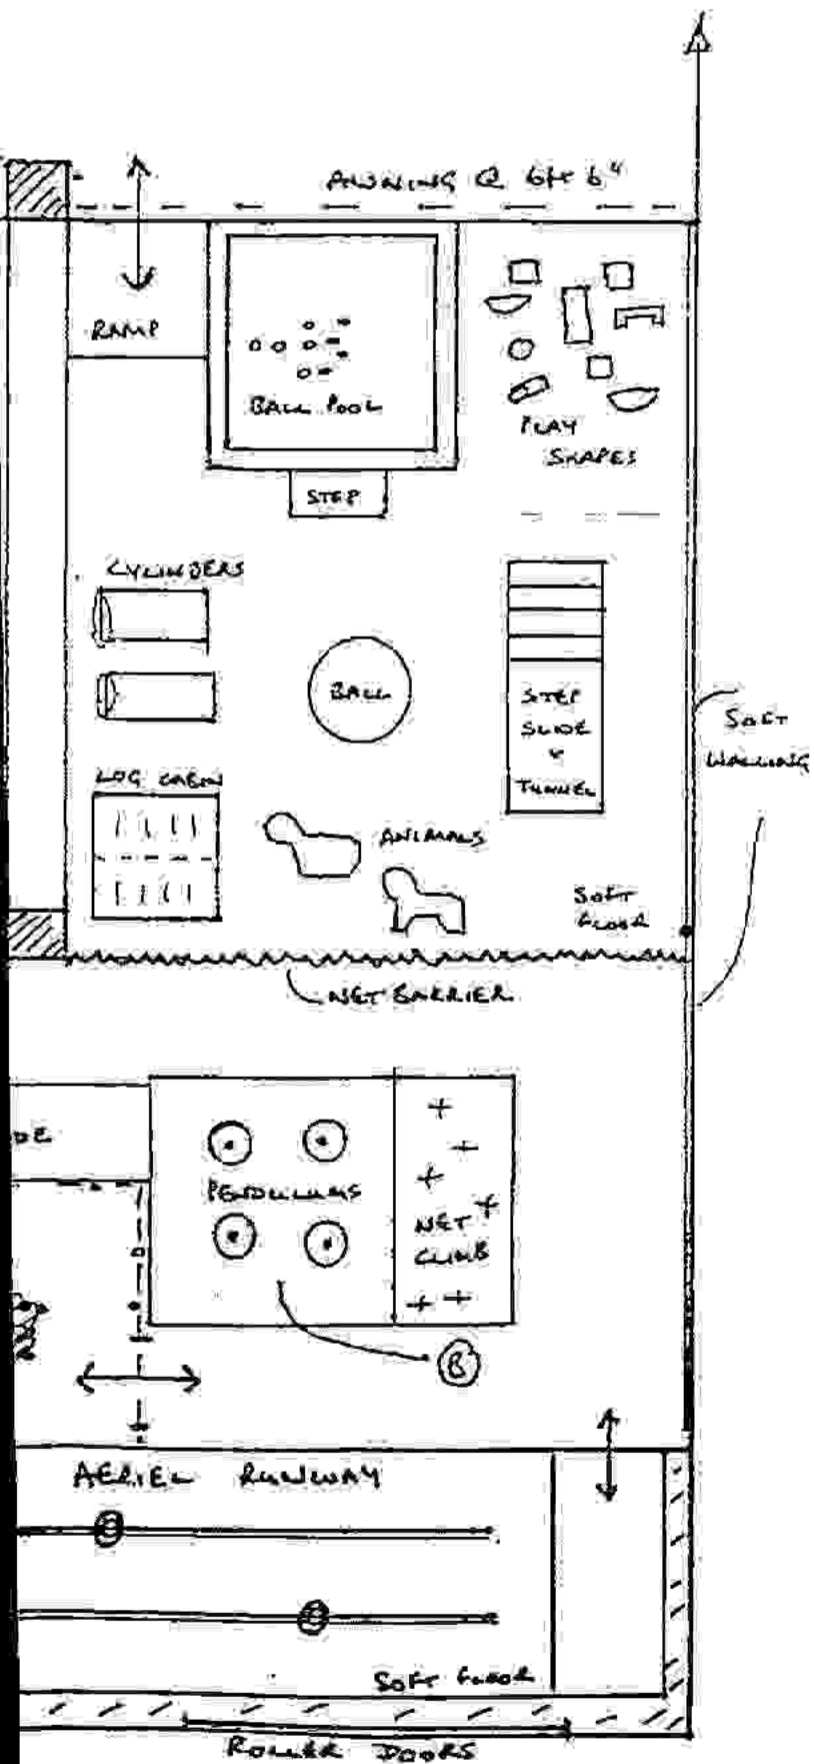 AWNING @ 6ft 6"
RAMP
BALL POOL
PLAY
SHAPES
STEP
CYLINDERS
BALL
STEP
SLIDE
&
TUNNEL
SOFT
WALLING
LOG CABIN
ANIMALS
SOFT
FLOOR
NET BARRIER
DE
PENDULUMS
NET
CLIMB
B
AERIEL RUNWAY
SOFT FLOOR
ROLLER DOORS